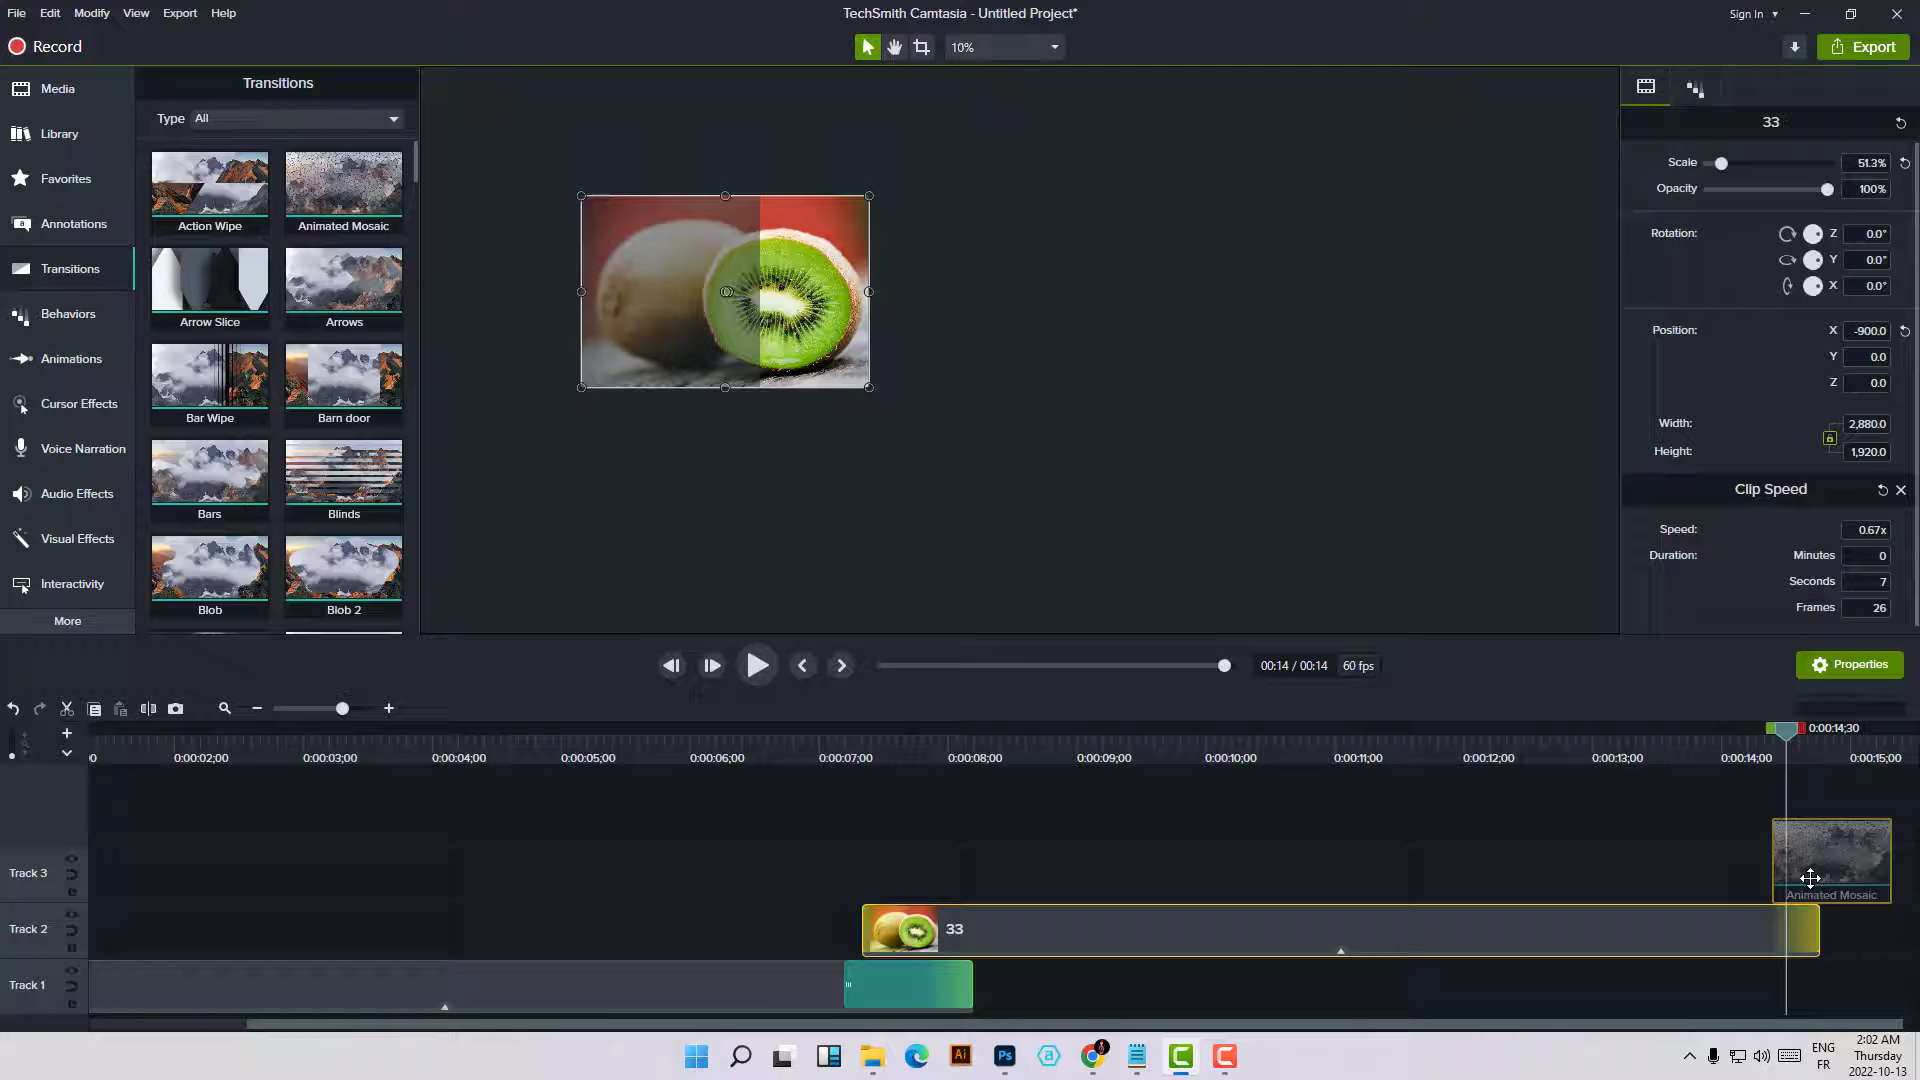 File Edit Modify View Export Help
TechSmith Camtasia - Untitled Project*
Sign In
Record
10%
Export
Media
Library
Favorites
Annotations
Transitions
Behaviors
Animations
Cursor Effects
Voice Narration
Audio Effects
Visual Effects
Interactivity
More
Transitions
Type All
Action Wipe Animated Mosaic
Arrow Slice Arrows
Bar Wipe Barn door
Bars Blinds
Blob Blob 2
33
Scale 51.3%
Opacity 100%
Rotation: Z 0.0°
Y 0.0°
X 0.0°
Position: X -900.0
Y 0.0
Z 0.0
Width: 2,880.0
Height: 1,920.0
Clip Speed
Speed: 0.67x
Duration: Minutes 0
Seconds 7
Frames 26
00:14 / 00:14 60 fps
Properties
0:00:14;30
0:00:02;00 0:00:03;00 0:00:04;00 0:00:05;00 0:00:06;00 0:00:07;00 0:00:08;00 0:00:09;00 0:00:10;00 0:00:11;00 0:00:12;00 0:00:13;00 0:00:14;00 0:00:15;00
Track 3
Animated Mosaic
Track 2
33
Track 1
Ai
Ps
ENG
FR
2:02 AM
Thursday
2022-10-13